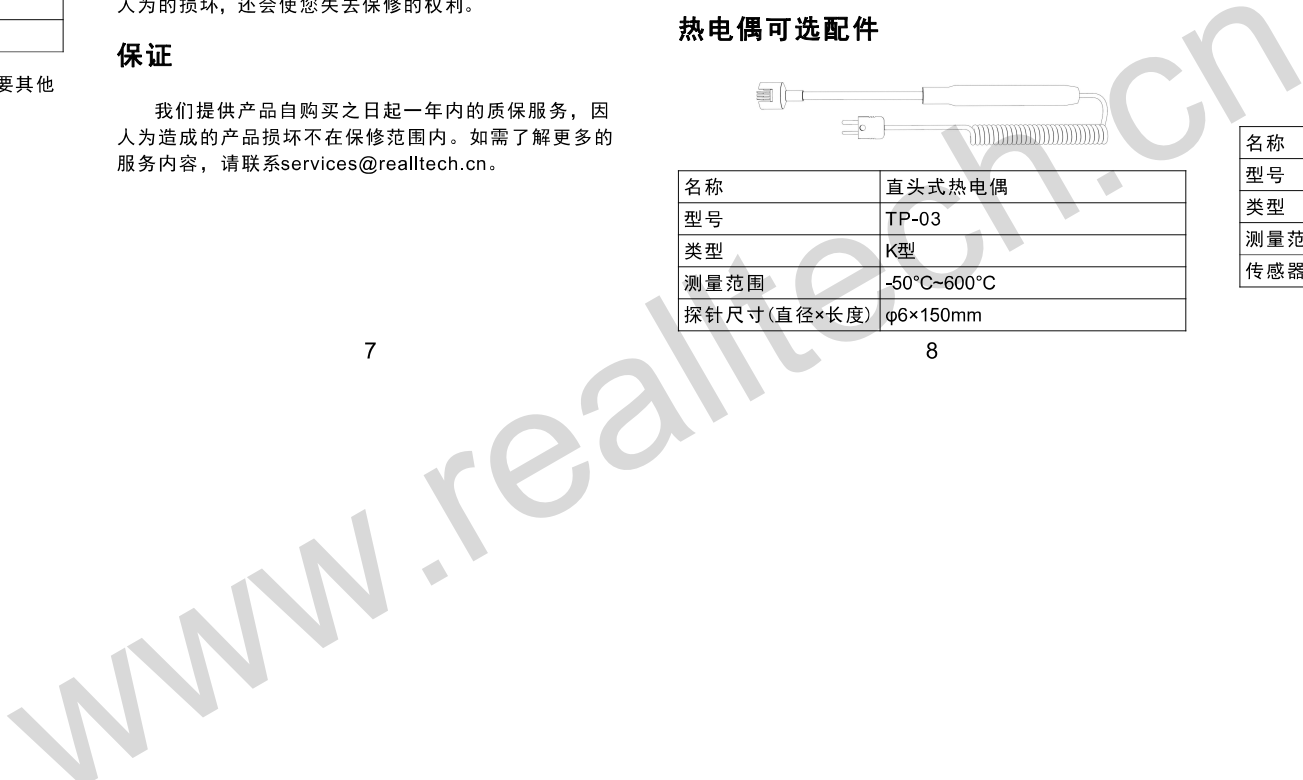 要其他
人为的损坏, 还会使您失去保修的权利。
保证
我们提供产品自购买之日起一年内的质保服务，因
人为造成的产品损坏不在保修范围内。如需了解更多的
服务内容，请联系services@realltech.cn。
7
热电偶可选配件
名称 直头式热电偶
型号 TP-03
类型 K型
测量范围 -50°C~600°C
探针尺寸(直径×长度) φ6×150mm
8
名称
型号
类型
测量范
传感器
www.realltech.cn